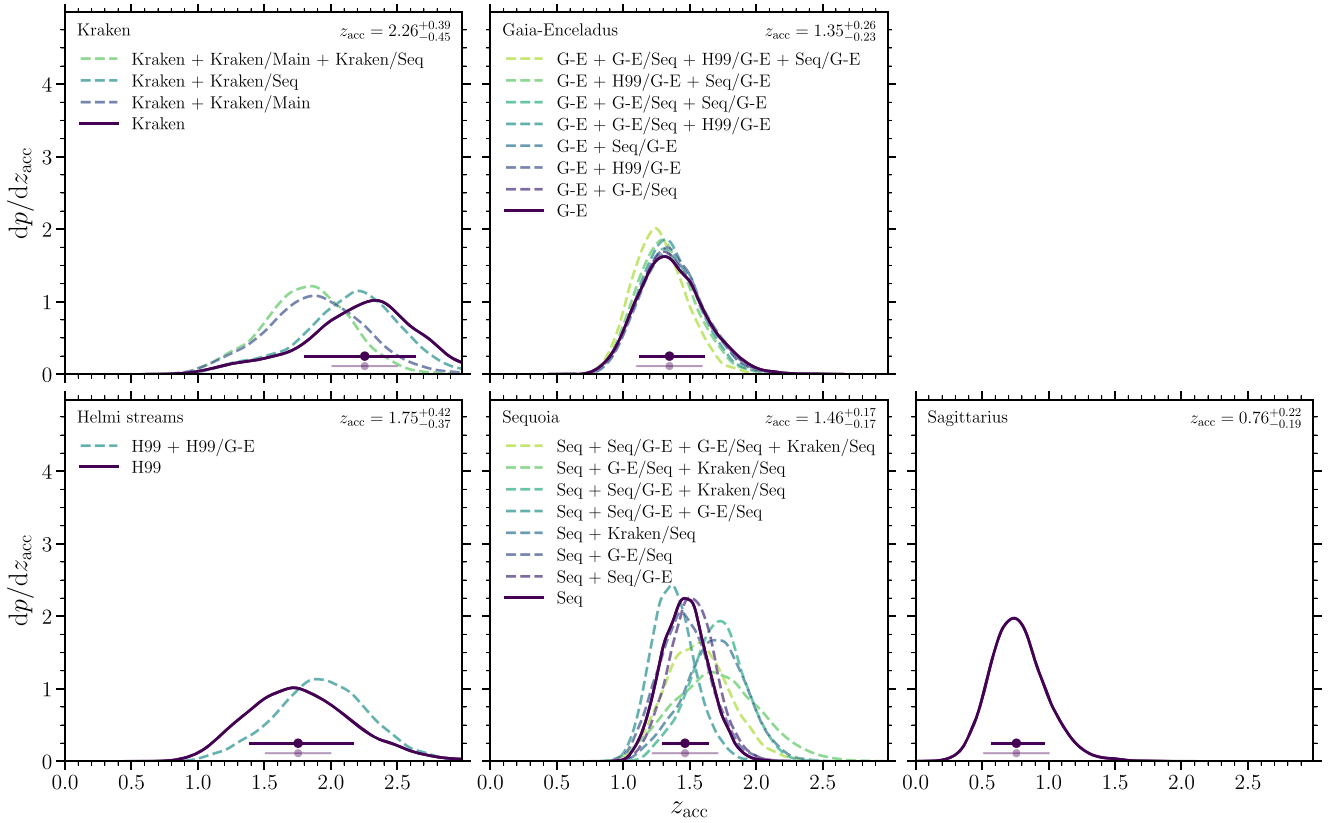 Kraken
z_acc = 2.26^{+0.39}_{−0.45}
Kraken + Kraken/Main + Kraken/Seq
Kraken + Kraken/Seq
Kraken + Kraken/Main
Kraken
dp/dz_acc
4
3
2
1
0
Gaia-Enceladus
z_acc = 1.35^{+0.26}_{−0.23}
G-E + G-E/Seq + H99/G-E + Seq/G-E
G-E + H99/G-E + Seq/G-E
G-E + G-E/Seq + Seq/G-E
G-E + G-E/Seq + H99/G-E
G-E + Seq/G-E
G-E + H99/G-E
G-E + G-E/Seq
G-E
Helmi streams
z_acc = 1.75^{+0.42}_{−0.37}
H99 + H99/G-E
H99
dp/dz_acc
4
3
2
1
0
0.0 0.5 1.0 1.5 2.0 2.5
Sequoia
z_acc = 1.46^{+0.17}_{−0.17}
Seq + Seq/G-E + G-E/Seq + Kraken/Seq
Seq + G-E/Seq + Kraken/Seq
Seq + Seq/G-E + Kraken/Seq
Seq + Seq/G-E + G-E/Seq
Seq + Kraken/Seq
Seq + G-E/Seq
Seq + Seq/G-E
Seq
0.0 0.5 1.0 1.5 2.0 2.5
z_acc
Sagittarius
z_acc = 0.76^{+0.22}_{−0.19}
0.0 0.5 1.0 1.5 2.0 2.5